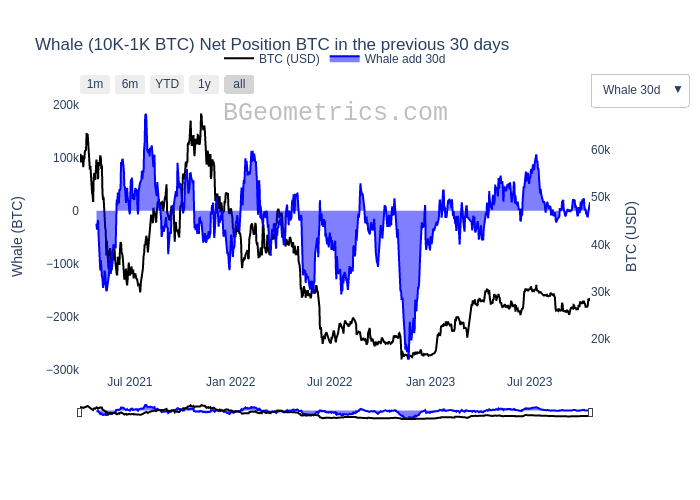 Whale (10K-1K BTC) Net Position BTC in the previous 30 days
BTC (USD) Whale add 30d
1m 6m YTD 1y all
Whale 30d ▼
BGeometrics.com
200k
100k
0
−100k
−200k
−300k
Whale (BTC)
60k
50k
40k
30k
20k
BTC (USD)
Jul 2021 Jan 2022 Jul 2022 Jan 2023 Jul 2023